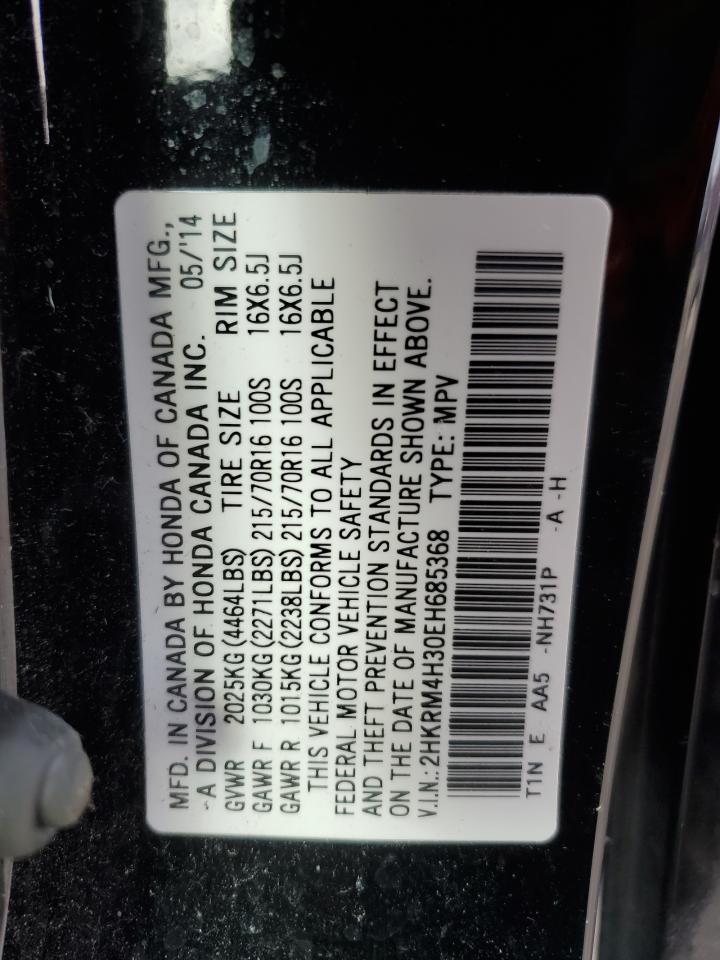 MFD. IN CANADA BY HONDA OF CANADA MFG.,
A DIVISION OF HONDA CANADA INC. 05/'14
GVWR 2025KG (4464LBS) TIRE SIZE RIM SIZE
GAWR F 1030KG (2271LBS) 215/70R16 100S 16X6.5J
GAWR R 1015KG (2238LBS) 215/70R16 100S 16X6.5J
THIS VEHICLE CONFORMS TO ALL APPLICABLE
FEDERAL MOTOR VEHICLE SAFETY
AND THEFT PREVENTION STANDARDS IN EFFECT
ON THE DATE OF MANUFACTURE SHOWN ABOVE.
V.I.N.: 2HKRM4H30EH685368 TYPE: MPV
T1N E AA5 -NH731P -A -H